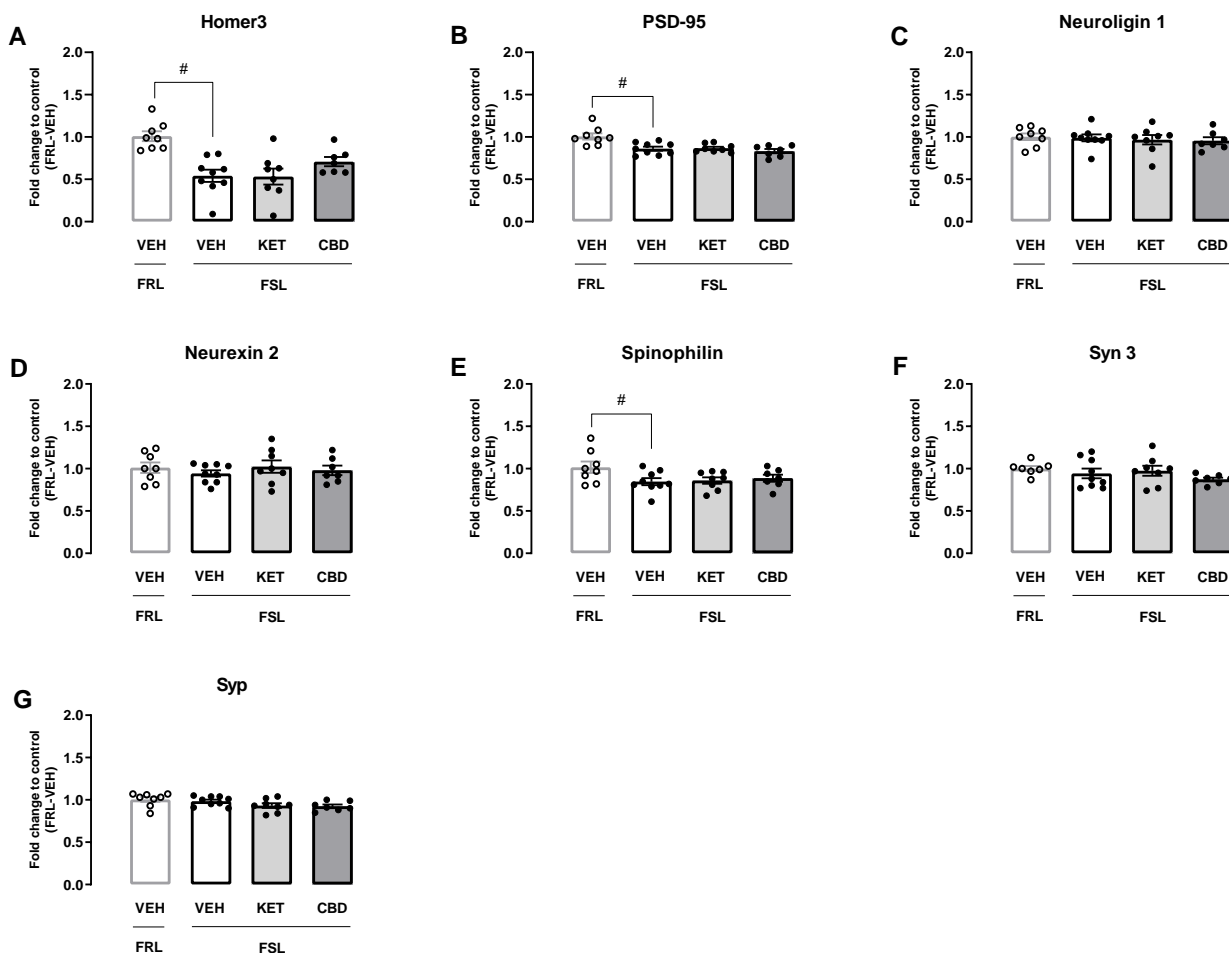 A
Homer3
Fold change to control
(FRL-VEH)
2.0
1.5
1.0
0.5
0.0
#
VEH VEH KET CBD
FRL FSL
B
PSD-95
Fold change to control
(FRL-VEH)
2.0
1.5
1.0
0.5
0.0
#
VEH VEH KET CBD
FRL FSL
C
Neuroligin 1
Fold change to control
(FRL-VEH)
2.0
1.5
1.0
0.5
0.0
VEH VEH KET CBD
FRL FSL
D
Neurexin 2
Fold change to control
(FRL-VEH)
2.0
1.5
1.0
0.5
0.0
VEH VEH KET CBD
FRL FSL
E
Spinophilin
Fold change to control
(FRL-VEH)
2.0
1.5
1.0
0.5
0.0
#
VEH VEH KET CBD
FRL FSL
F
Syn 3
Fold change to control
(FRL-VEH)
2.0
1.5
1.0
0.5
0.0
VEH VEH KET CBD
FRL FSL
G
Syp
Fold change to control
(FRL-VEH)
2.0
1.5
1.0
0.5
0.0
VEH VEH KET CBD
FRL FSL